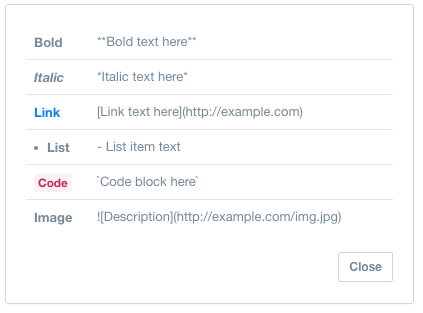 Bold **Bold text here**
Italic *Italic text here*
Link [Link text here](http://example.com)
• List - List item text
Code `Code block here`
Image ![Description](http://example.com/img.jpg)
Close